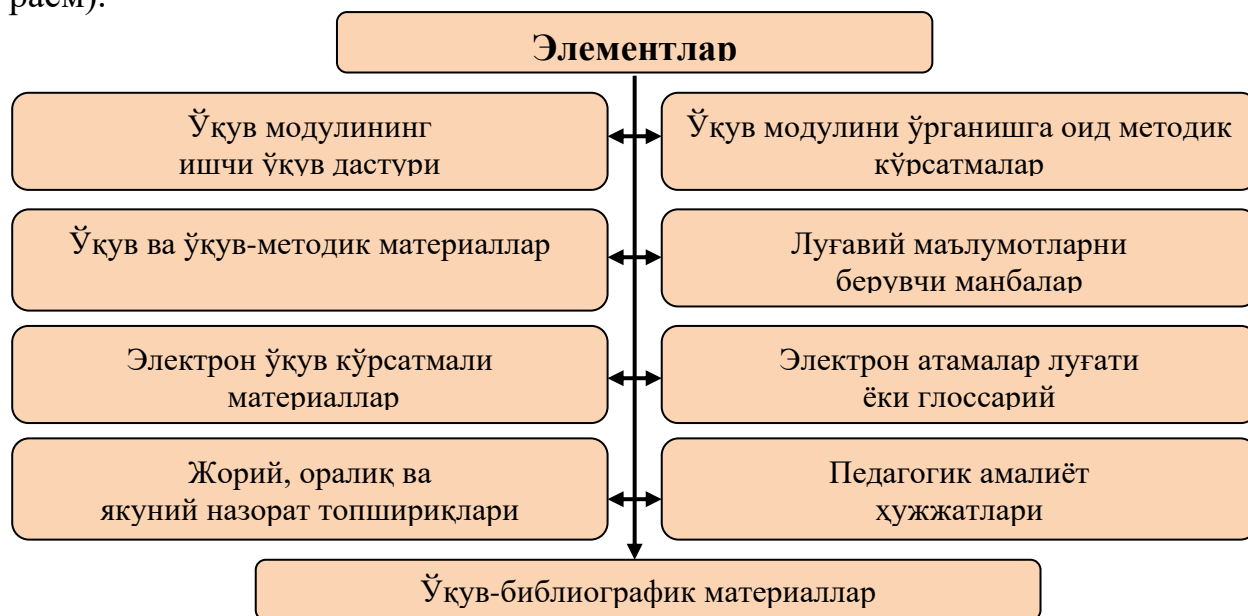 расм).
Элементлар
Ўқув модулининг
ишчи ўқув дастури
Ўқув модулини ўрганишга оид методик
кўрсатмалар
Ўқув ва ўқув-методик материаллар
Луғавий маълумотларни
берувчи манбалар
Электрон ўқув кўрсатмали
материаллар
Электрон атамалар луғати
ёки глоссарий
Жорий, оралиқ ва
якуний назорат топшириқлари
Педагогик амалиёт
ҳужжатлари
Ўқув-библиографик материаллар